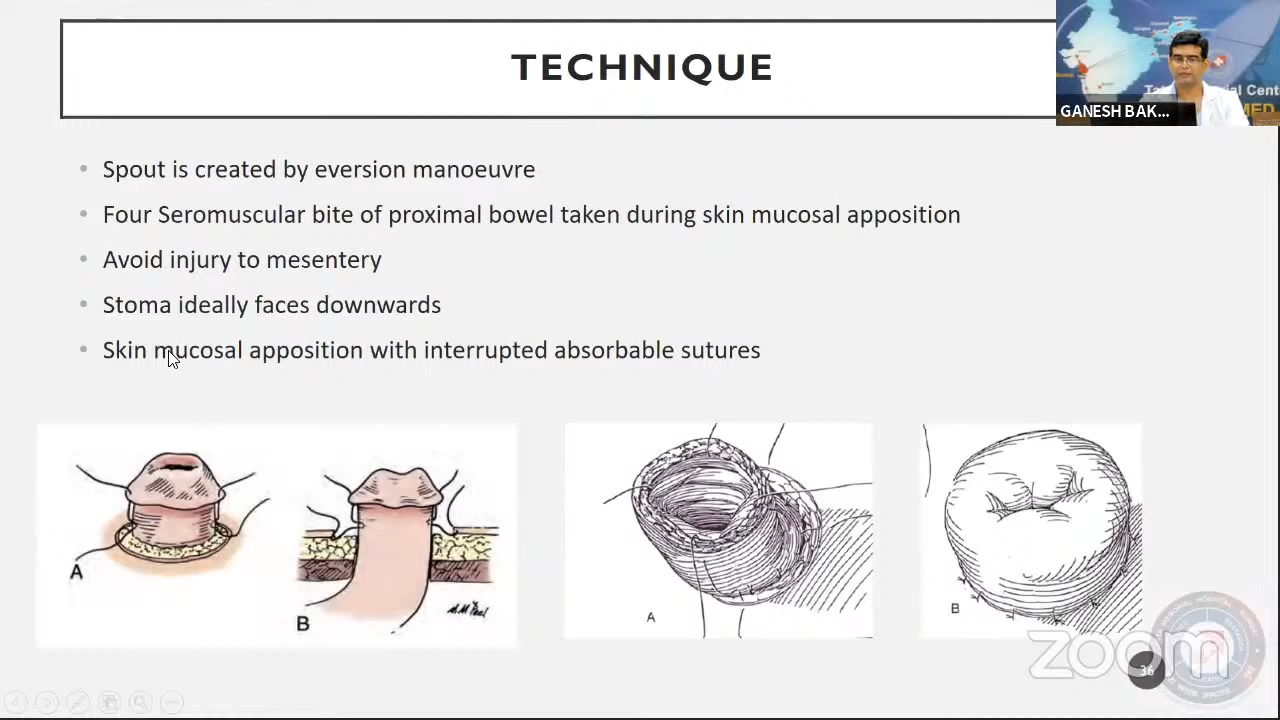 TECHNIQUE
GANESH BAK...
• Spout is created by eversion manoeuvre
• Four Seromuscular bite of proximal bowel taken during skin mucosal apposition
• Avoid injury to mesentery
• Stoma ideally faces downwards
• Skin mucosal apposition with interrupted absorbable sutures
A
B
A
B
zoom
36